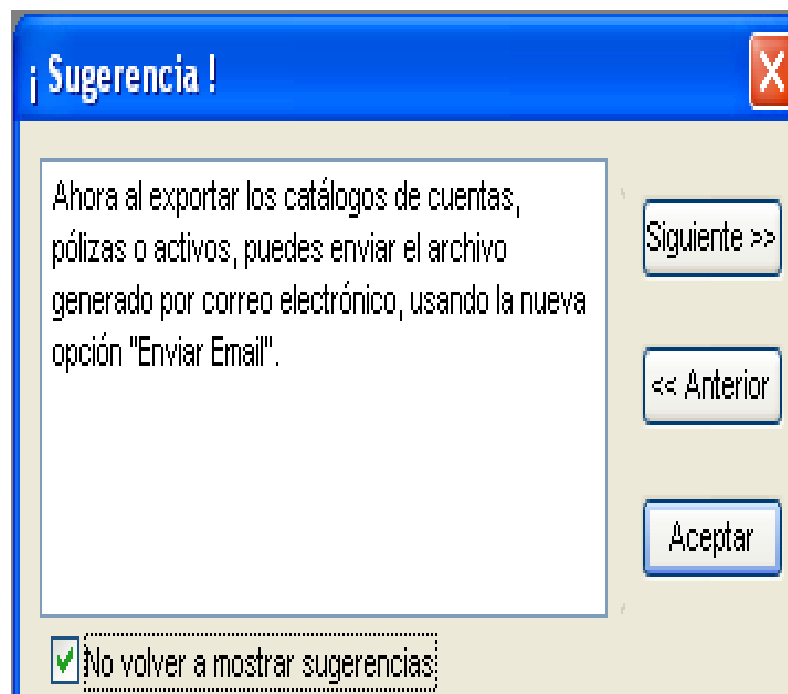 ¡ Sugerencia !
Ahora al exportar los catálogos de cuentas,
pólizas o activos, puedes enviar el archivo
generado por correo electrónico, usando la nueva
opción "Enviar Email".
Siguiente >>
<< Anterior
Aceptar
No volver a mostrar sugerencias